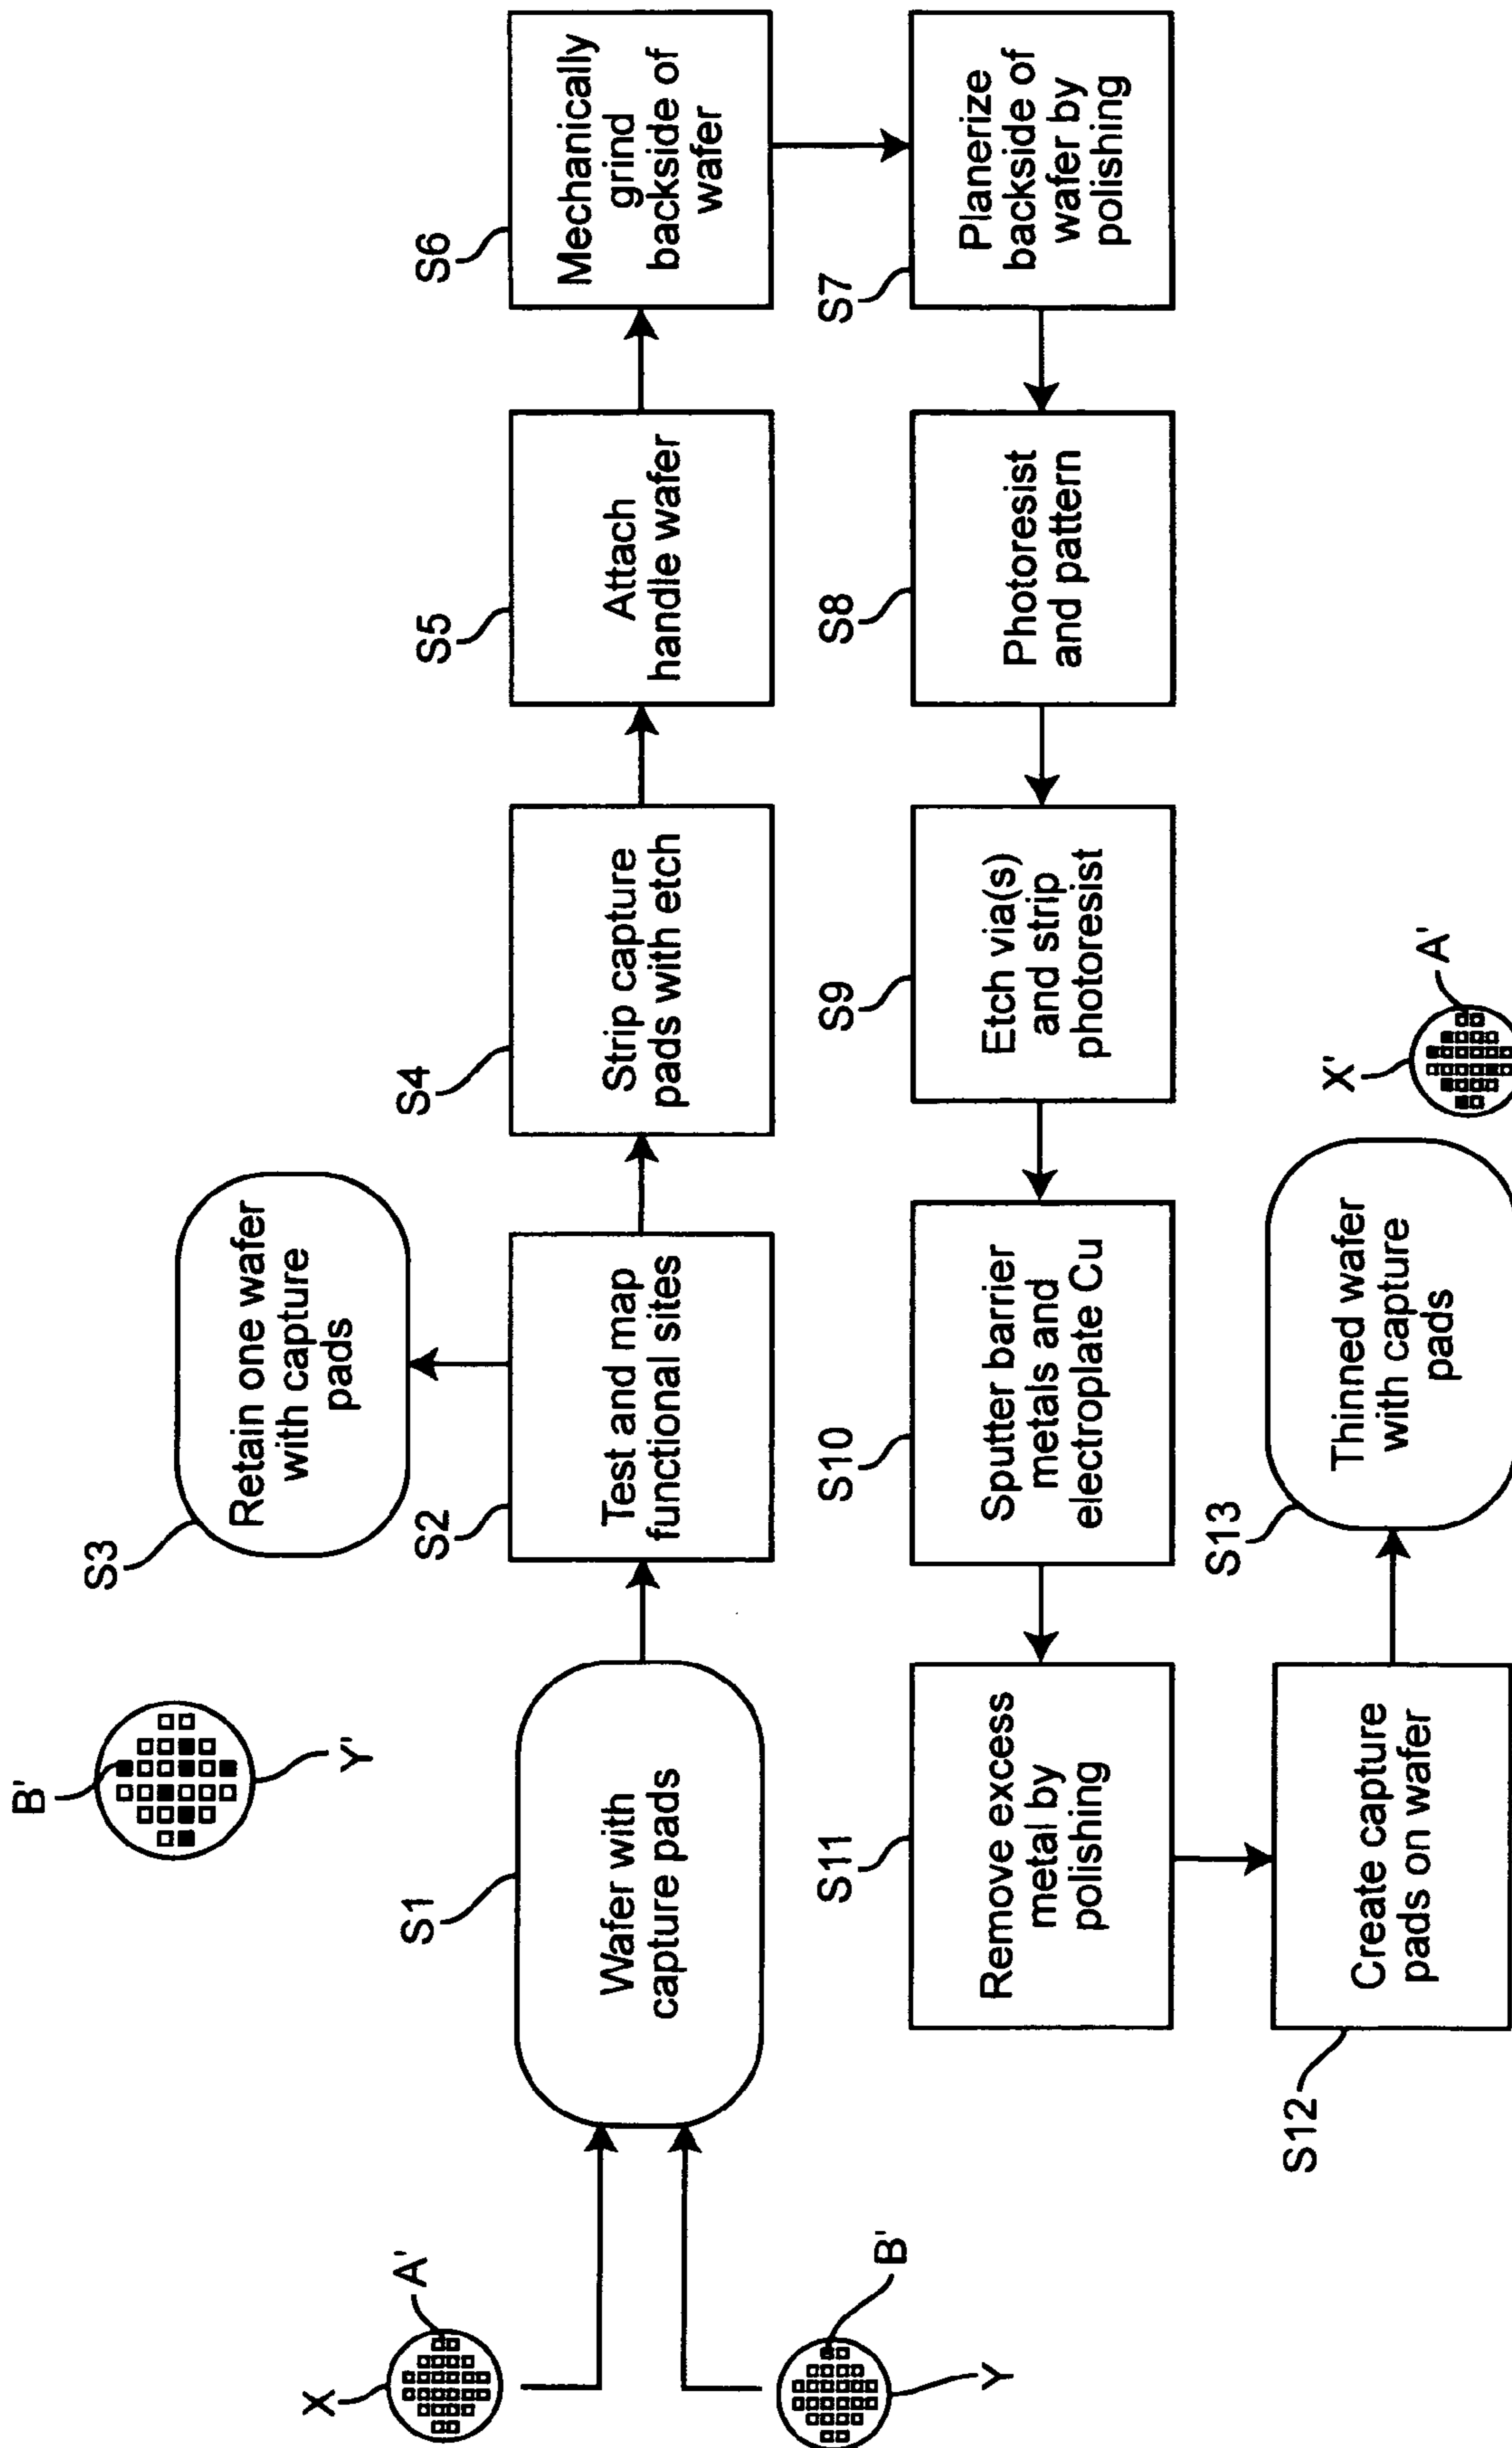 B'
Y'
S3
Retain one wafer
with capture
pads
X
A'
Y
B'
S1
Wafer with
capture pads
S2
Test and map
functional sites
S4
Strip capture
pads with etch
S5
Attach
handle wafer
S6
Mechanically
grind
backside of
wafer
S7
Planerize
backside of
wafer by
polishing
S8
Photoresist
and pattern
S9
Etch via(s)
and strip
photoresist
S10
Sputter barrier
metals and
electroplate Cu
S11
Remove excess
metal by
polishing
S12
Create capture
pads on wafer
S13
Thinned wafer
with capture
pads
X'
A'